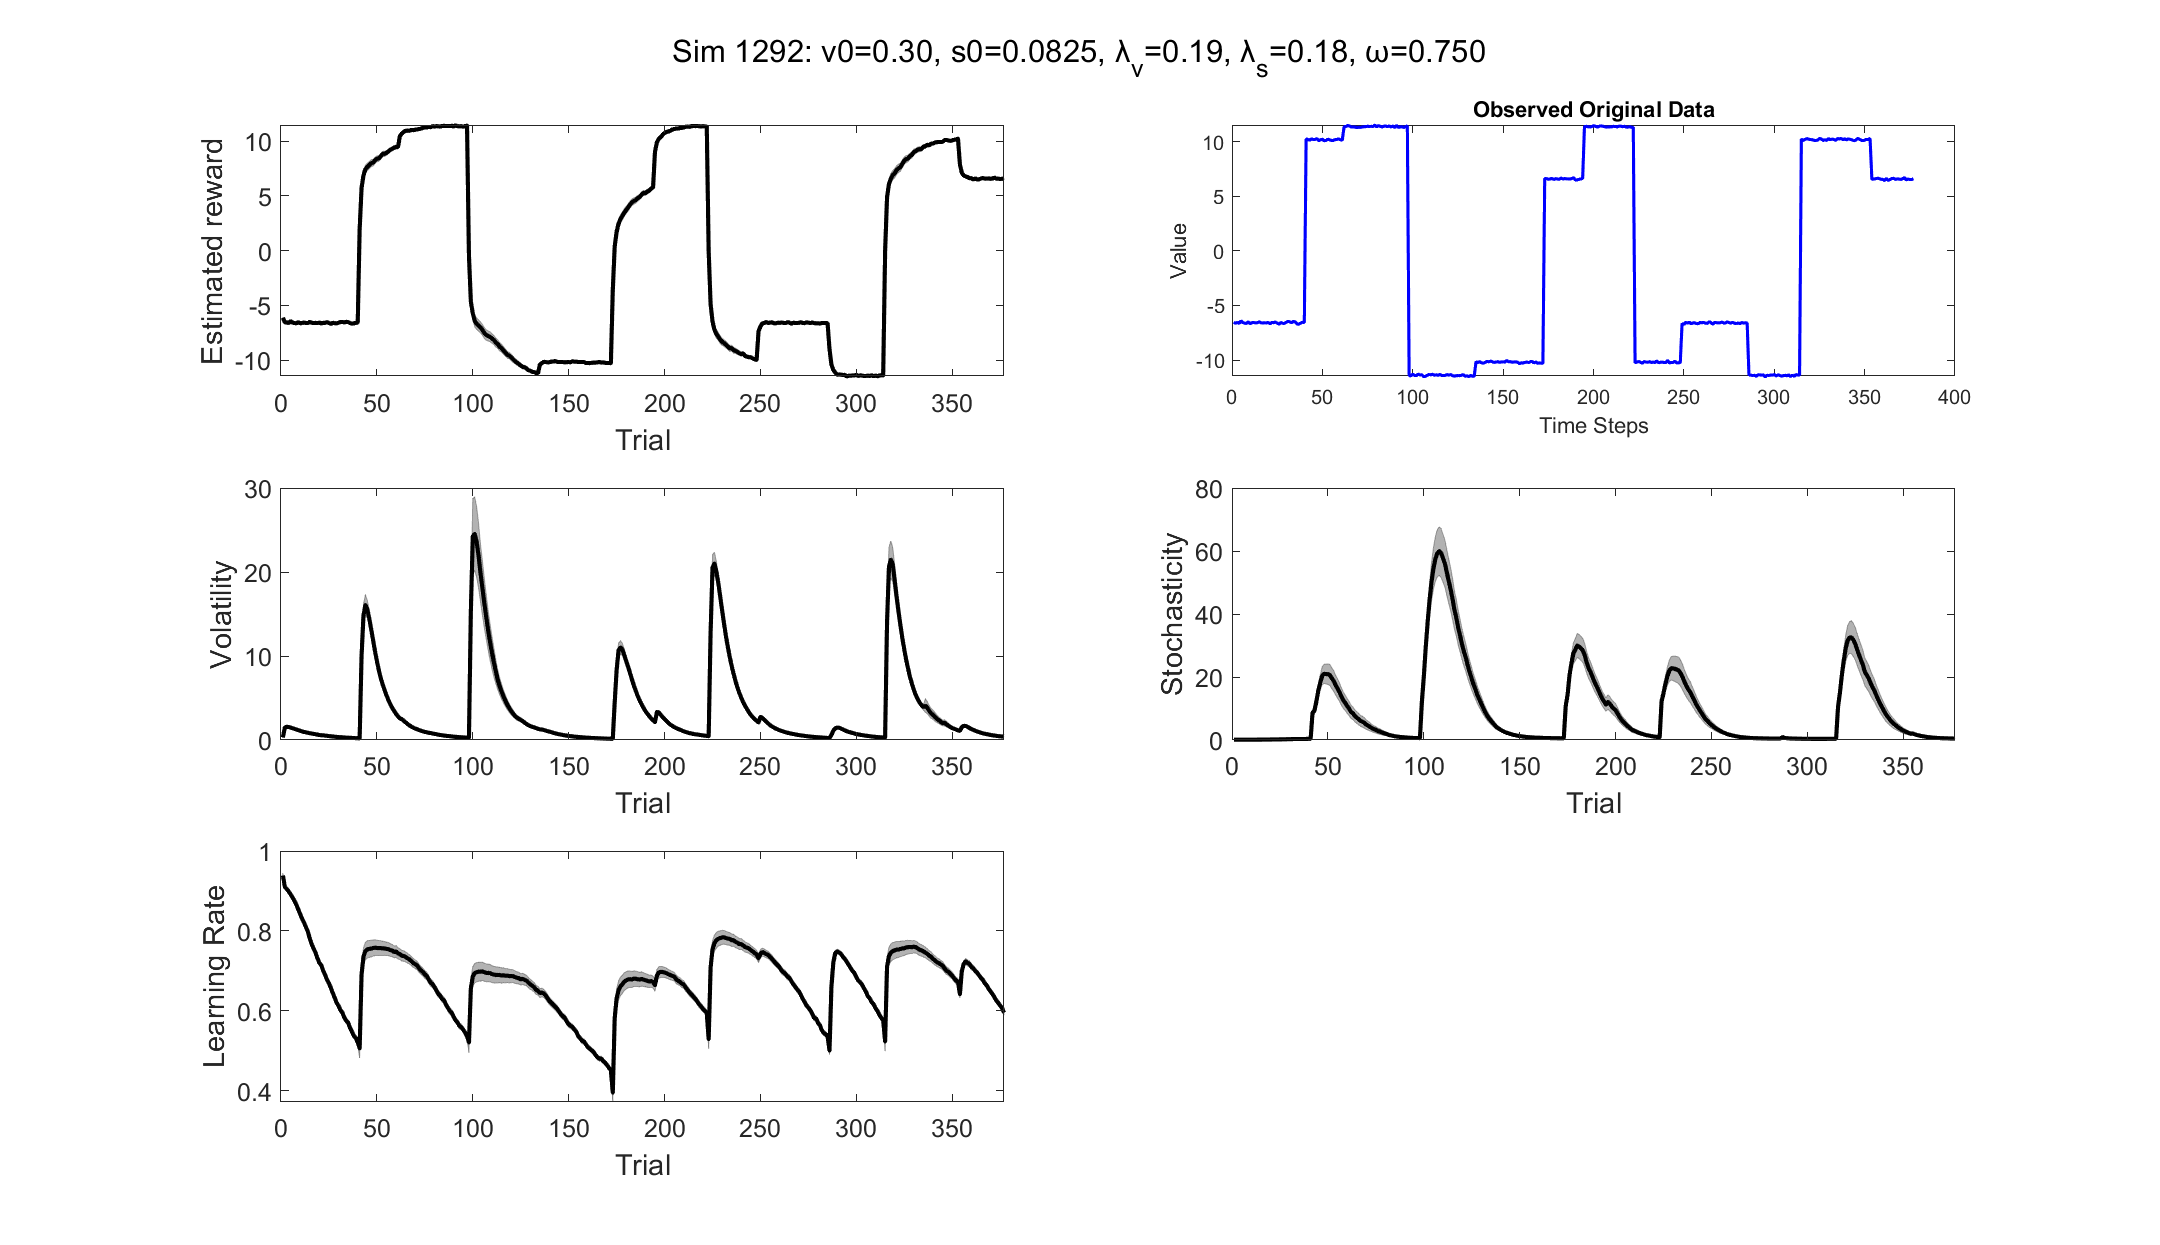 Sim 1292: v0=0.30, s0=0.0825, λ_v=0.19, λ_s=0.18, ω=0.750
Estimated reward
10
5
0
-5
-10
0 50 100 150 200 250 300 350
Trial
Observed Original Data
Value
10
5
0
-5
-10
0 50 100 150 200 250 300 350 400
Time Steps
Volatility
30
20
10
0
0 50 100 150 200 250 300 350
Trial
Stochasticity
80
60
40
20
0
0 50 100 150 200 250 300 350
Trial
Learning Rate
1
0.8
0.6
0.4
0 50 100 150 200 250 300 350
Trial